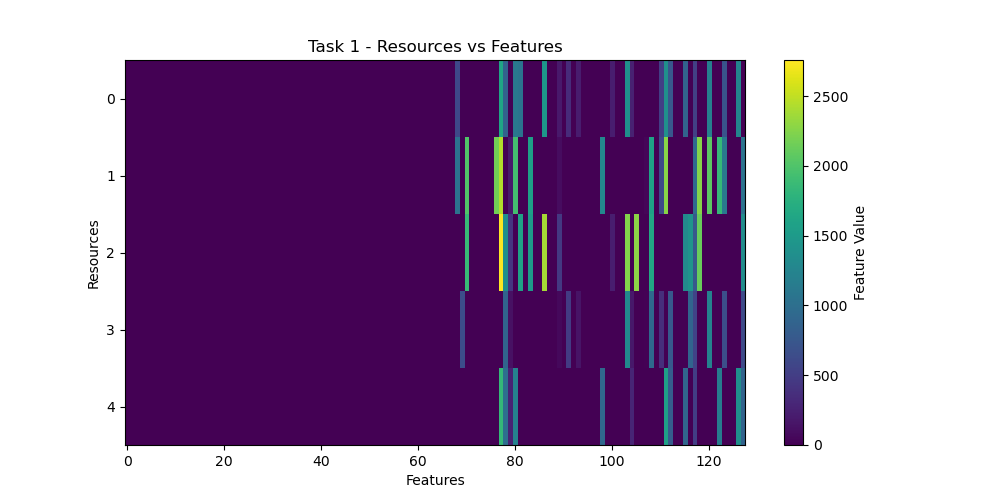 Task 1 - Resources vs Features
Resources
0
1
2
3
4
0 20 40 60 80 100 120
Features
2500
2000
1500
1000
500
0
Feature Value